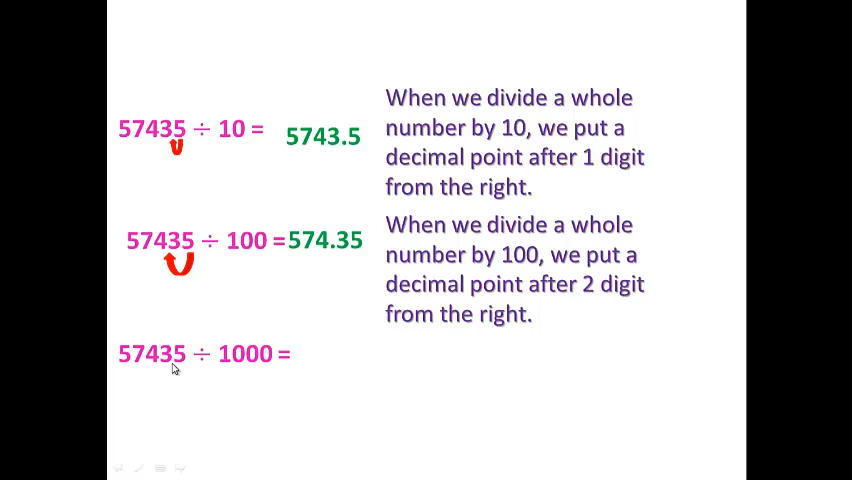 57435 ÷ 10 = 5743.5
When we divide a whole
number by 10, we put a
decimal point after 1 digit
from the right.
57435 ÷ 100 = 574.35
When we divide a whole
number by 100, we put a
decimal point after 2 digit
from the right.
57435 ÷ 1000 =